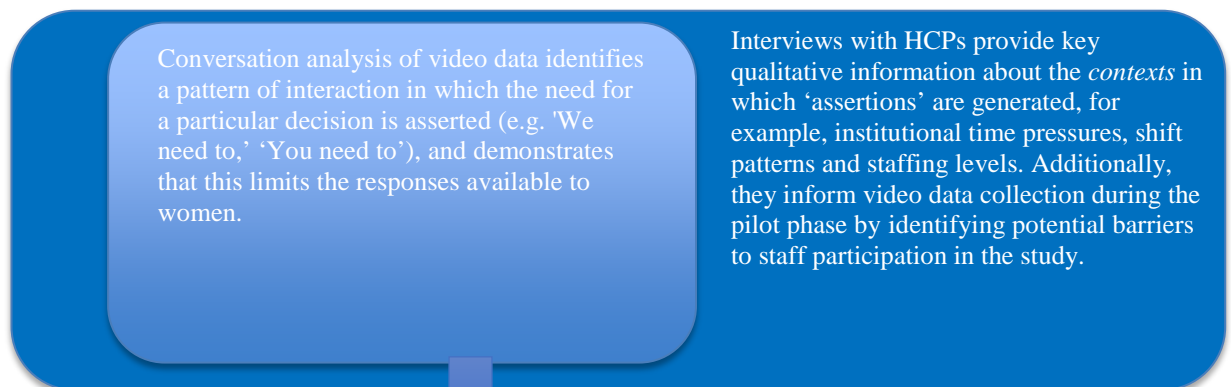 Conversation analysis of video data identifies
a pattern of interaction in which the need for
a particular decision is asserted (e.g. 'We
need to,’ ‘You need to’), and demonstrates
that this limits the responses available to
women.
Interviews with HCPs provide key
qualitative information about the contexts in
which ‘assertions’ are generated, for
example, institutional time pressures, shift
patterns and staffing levels. Additionally,
they inform video data collection during the
pilot phase by identifying potential barriers
to staff participation in the study.